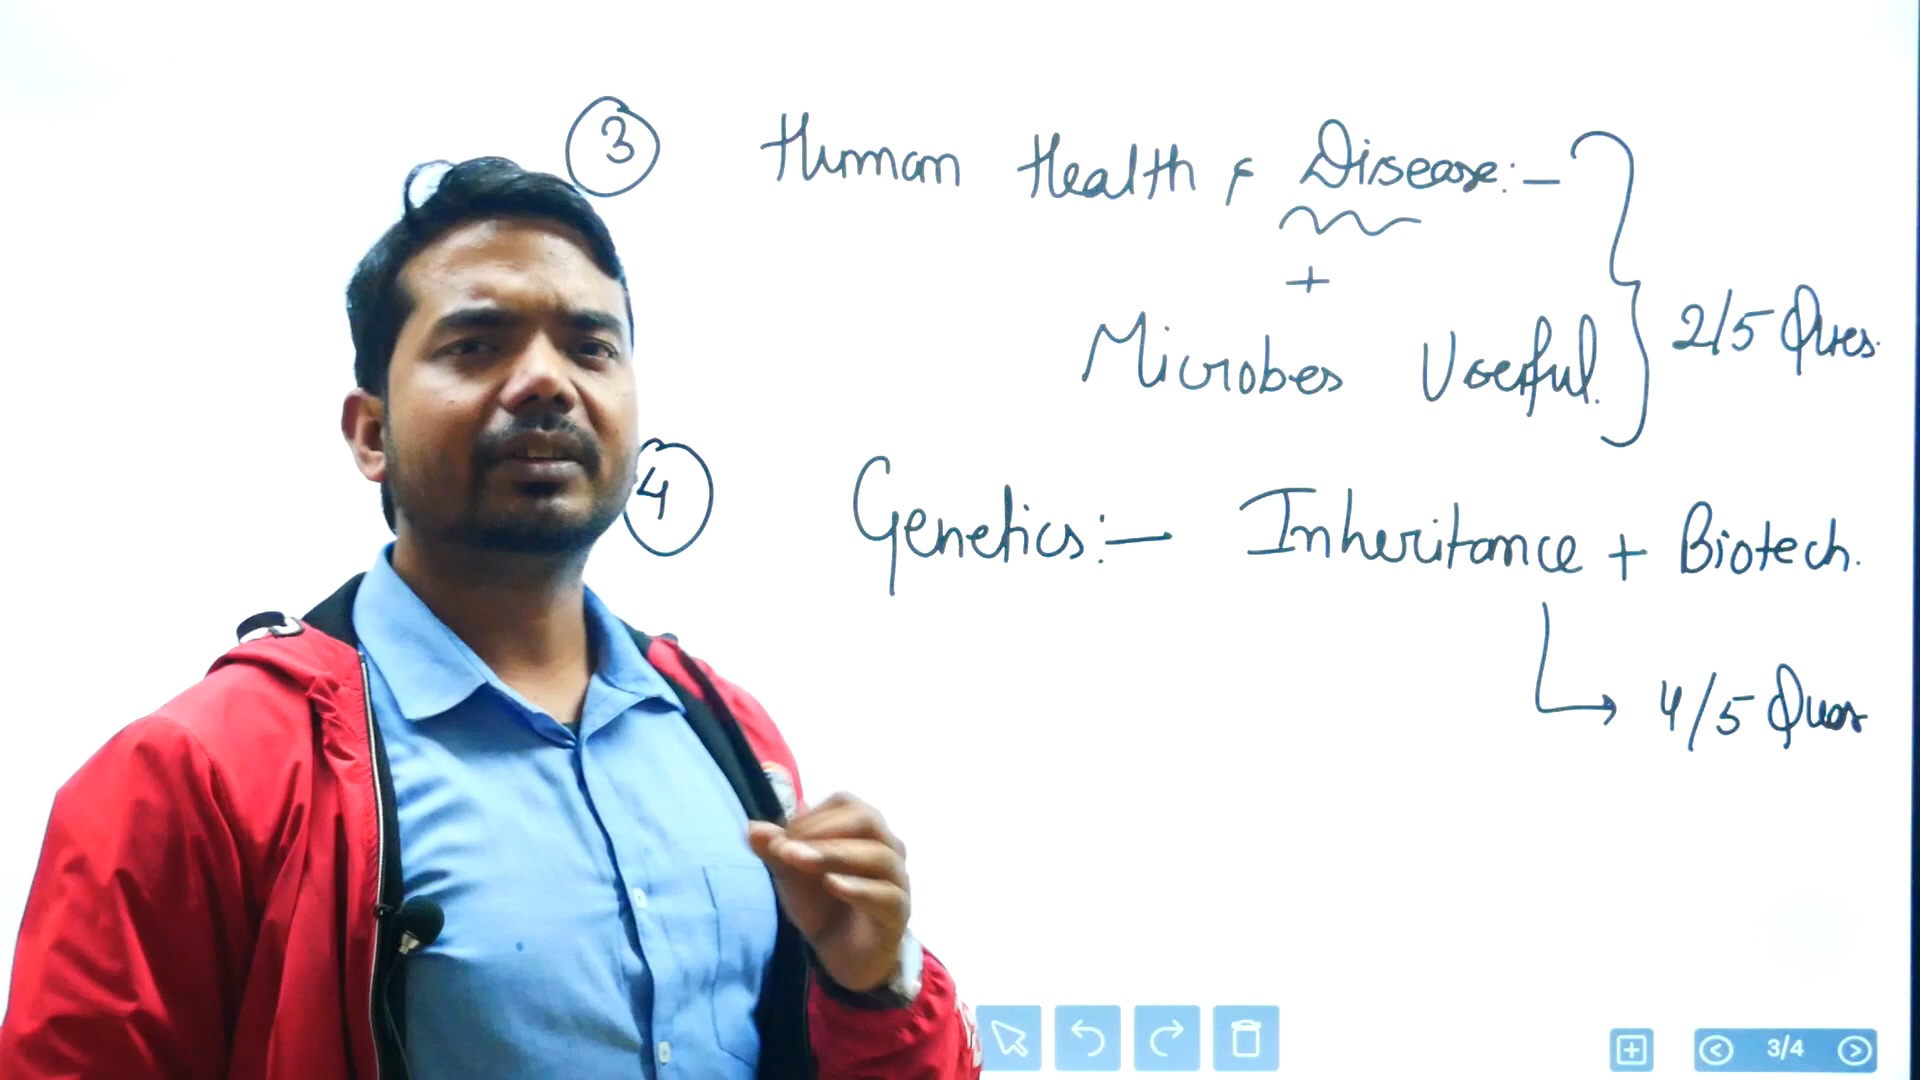 3 Human Health & Disease:-
+
Microbes Useful.
2/5 Ques.
4 Genetics:- Inheritance + Biotech.
4/5 Ques
3/4